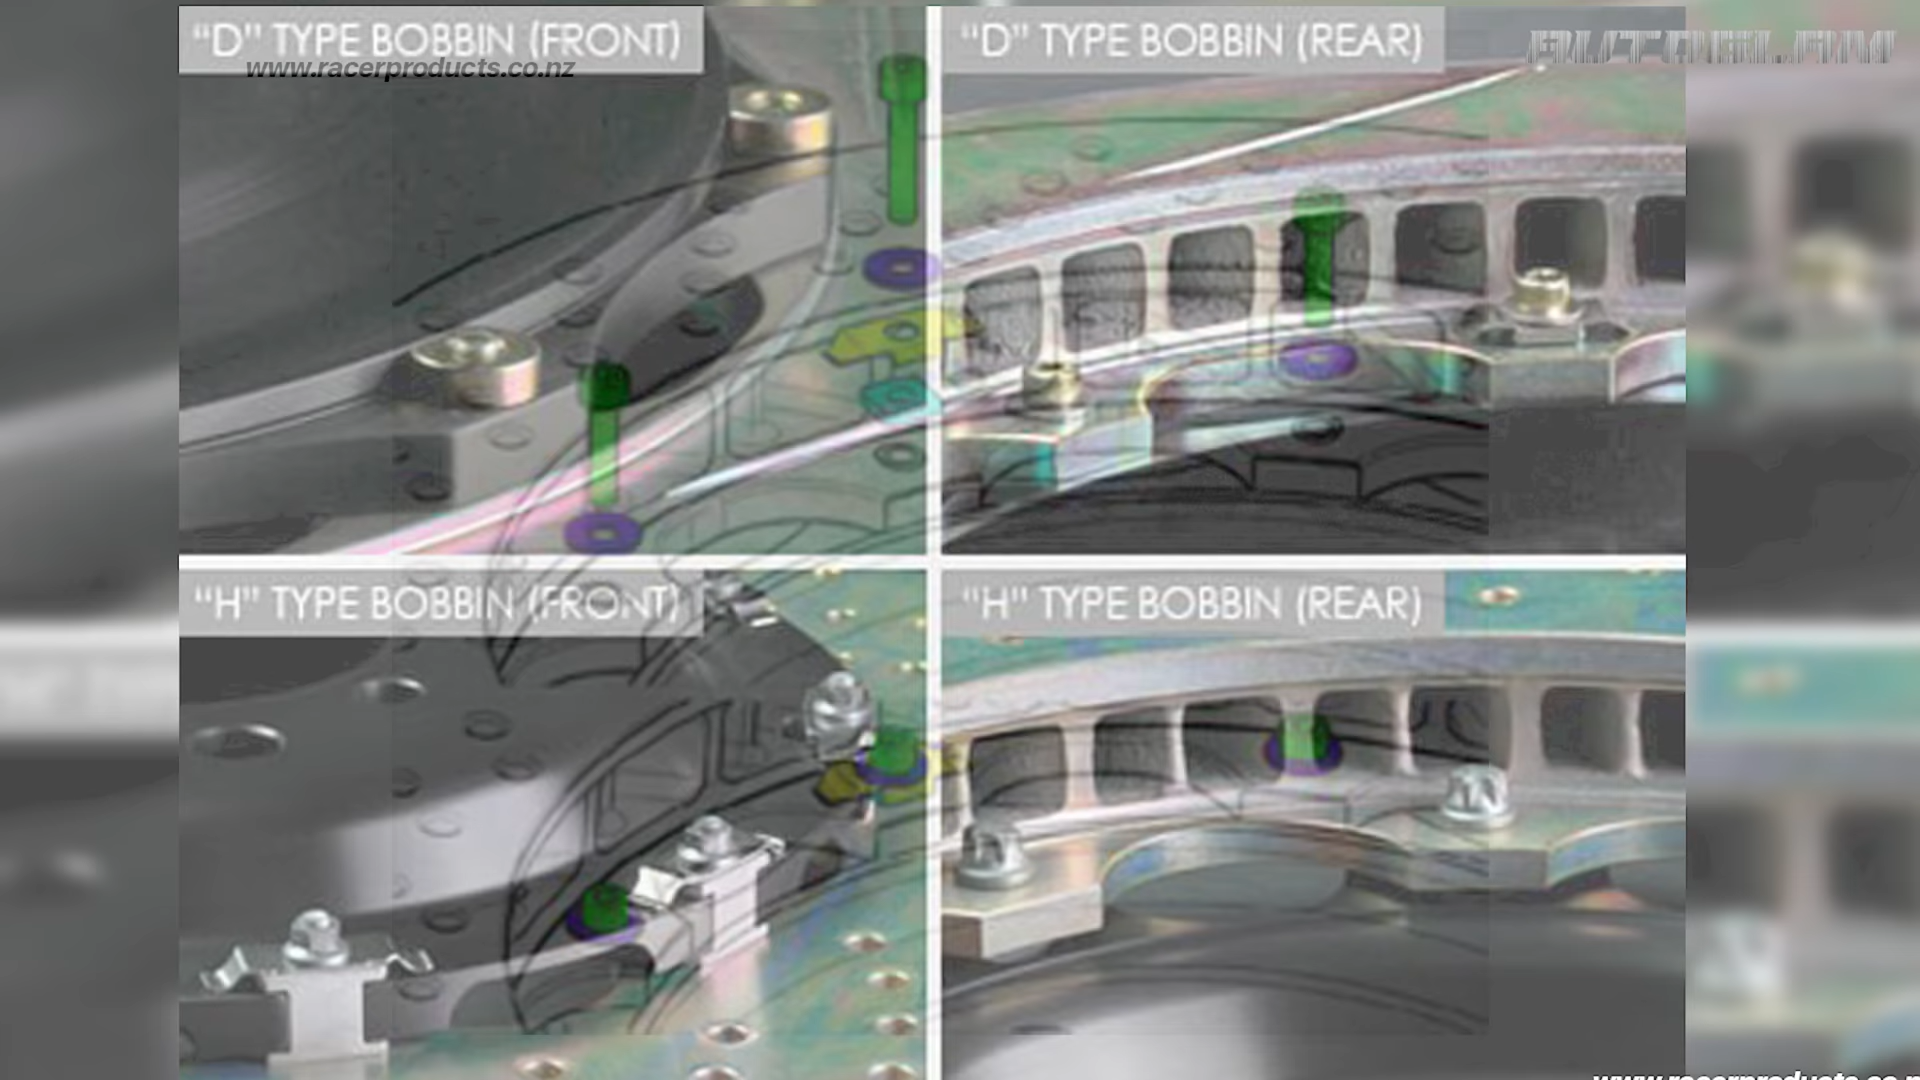 “D” TYPE BOBBIN (FRONT)
“D” TYPE BOBBIN (REAR)
www.racerproducts.co.nz
“H” TYPE BOBBIN (FRONT)
“H” TYPE BOBBIN (REAR)